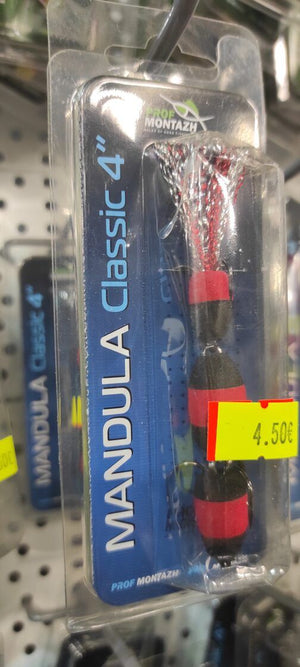 PROF
MONTAZH
MANDULA Classic 4"
4.50€
PROF MONTAZH
MANDULA Classic 4"